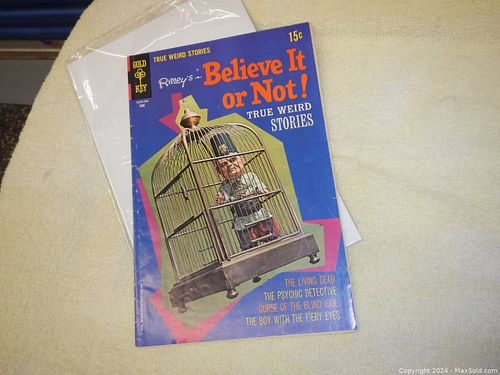 GOLD
KEY
TRUE WEIRD STORIES
15¢
Ripley's
Believe It
or Not!
TRUE WEIRD
STORIES
THE LIVING DEAD
THE PSYCHIC DETECTIVE
CURSE OF THE BLIND IDOL
THE BOY WITH THE FIERY EYES
Copyright 2024 - MaxSold.com